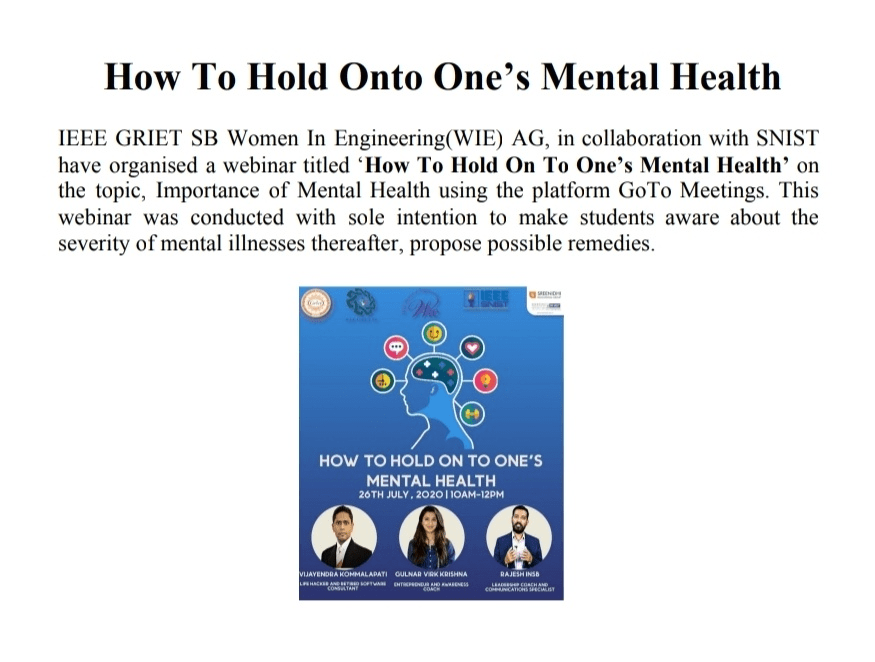 How To Hold Onto One’s Mental Health
IEEE GRIET SB Women In Engineering(WIE) AG, in collaboration with SNIST
have organised a webinar titled ‘How To Hold On To One’s Mental Health’ on
the topic, Importance of Mental Health using the platform GoTo Meetings. This
webinar was conducted with sole intention to make students aware about the
severity of mental illnesses thereafter, propose possible remedies.
Wie
IEEE
SNIST
HOW TO HOLD ON TO ONE'S
MENTAL HEALTH
26TH JULY, 2020 | 10AM-12PM
VIJAYENDRA KOMMALAPATI
LIFE HACKER AND RETIRED SOFTWARE
CONSULTANT
GULNAR VIRK KRISHNA
ENTREPRENEUR AND AWARENESS
COACH
RAJESH INSB
LEADERSHIP COACH AND
COMMUNICATIONS SPECIALIST